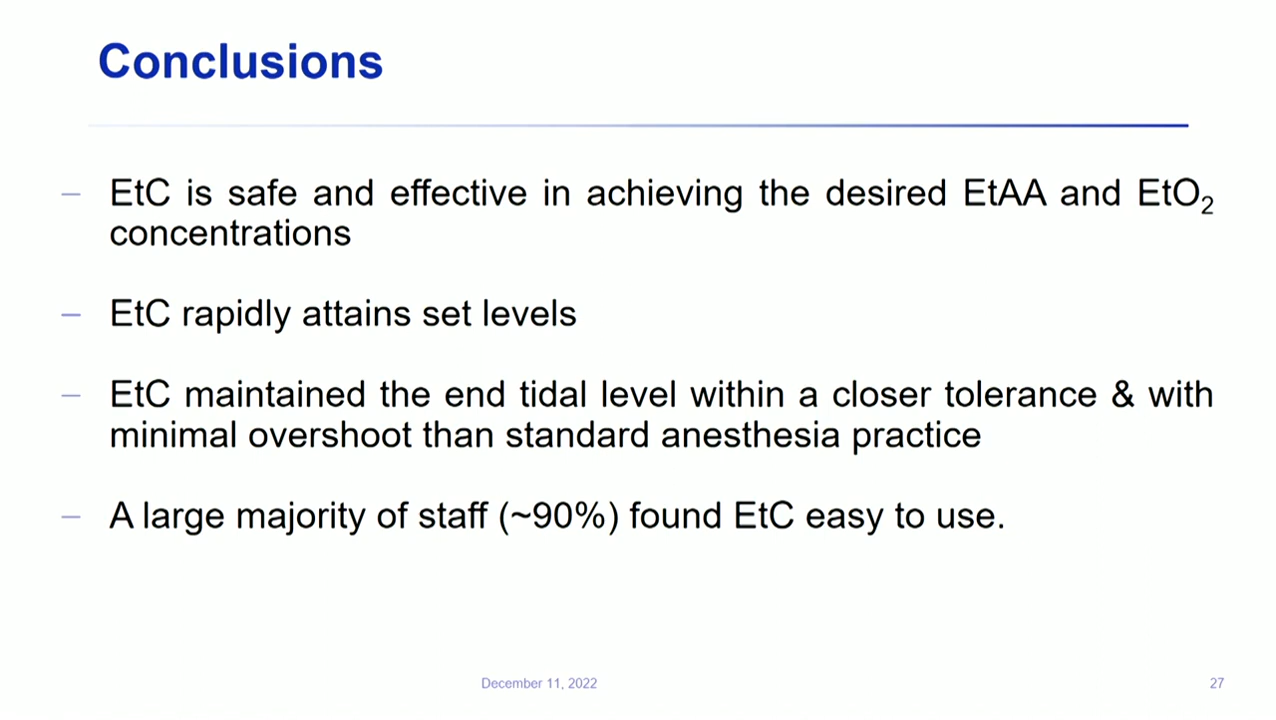 Conclusions
– EtC is safe and effective in achieving the desired EtAA and EtO₂
concentrations
– EtC rapidly attains set levels
– EtC maintained the end tidal level within a closer tolerance & with
minimal overshoot than standard anesthesia practice
– A large majority of staff (~90%) found EtC easy to use.
December 11, 2022
27